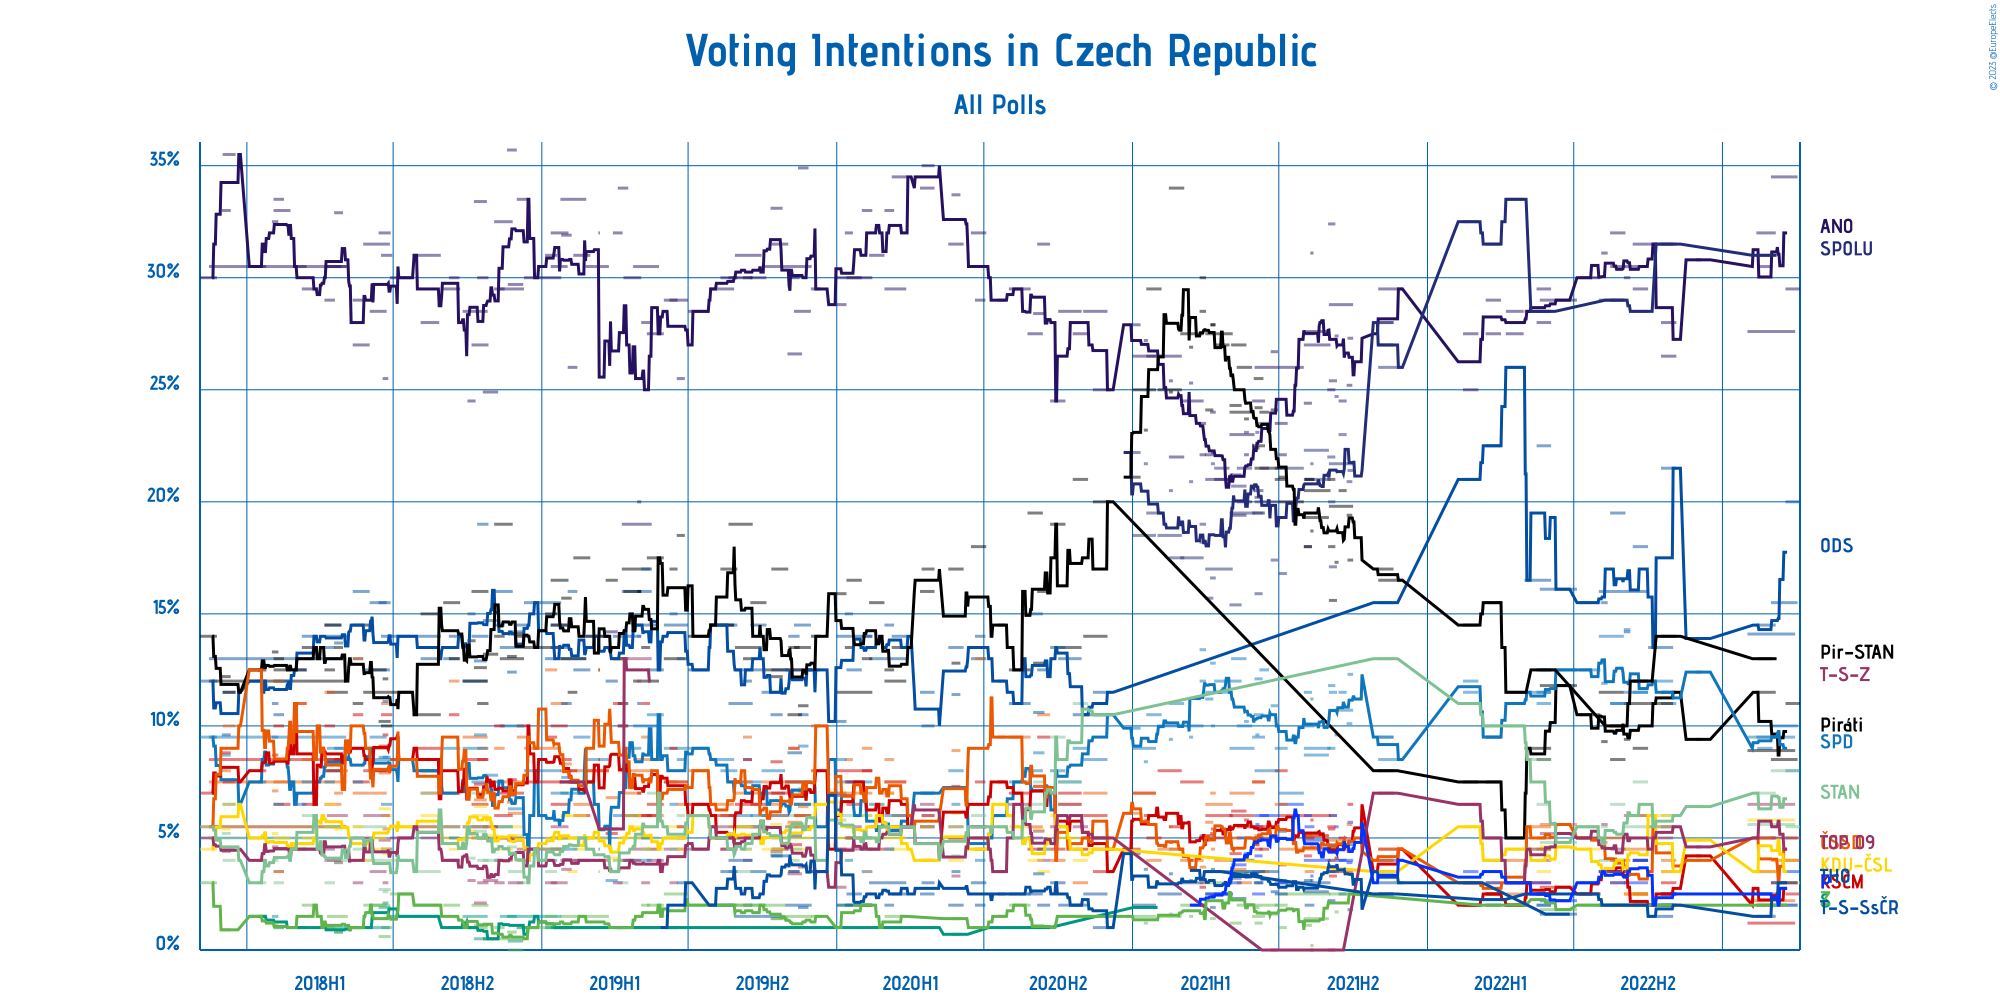 © 2023 @EuropeElects
Voting Intentions in Czech Republic
All Polls
35%
30%
25%
20%
15%
10%
5%
0%
ANO
SPOLU
ODS
Pir-STAN
T-S-Z
Piráti
SPD
STAN
TOP 09
KDU-ČSL
KSČM
T-S-SsČR
2018H1
2018H2
2019H1
2019H2
2020H1
2020H2
2021H1
2021H2
2022H1
2022H2